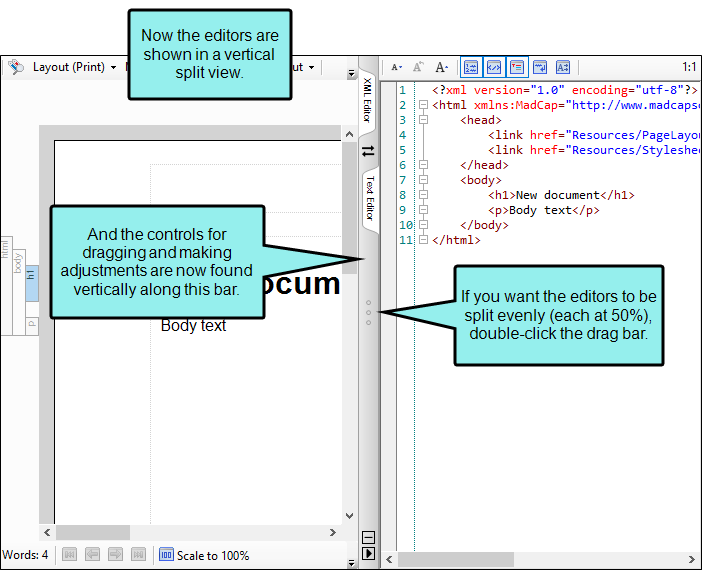 Now the editors are
shown in a vertical
split view.
Layout (Print)
XML Editor
Text Editor
And the controls for
dragging and making
adjustments are now found
vertically along this bar.
ocum
Body text
html
body
h1
p
Words: 4
100 Scale to 100%
A A A
1:1
1 <?xml version="1.0" encoding="utf-8"?>
2 <html xmlns:MadCap="http://www.madcapso
3 <head>
4 <link href="Resources/PageLayou
5 <link href="Resources/Styleshee
6 </head>
7 <body>
8 <h1>New document</h1>
9 <p>Body text</p>
10 </body>
11 </html>
If you want the editors to be
split evenly (each at 50%),
double-click the drag bar.